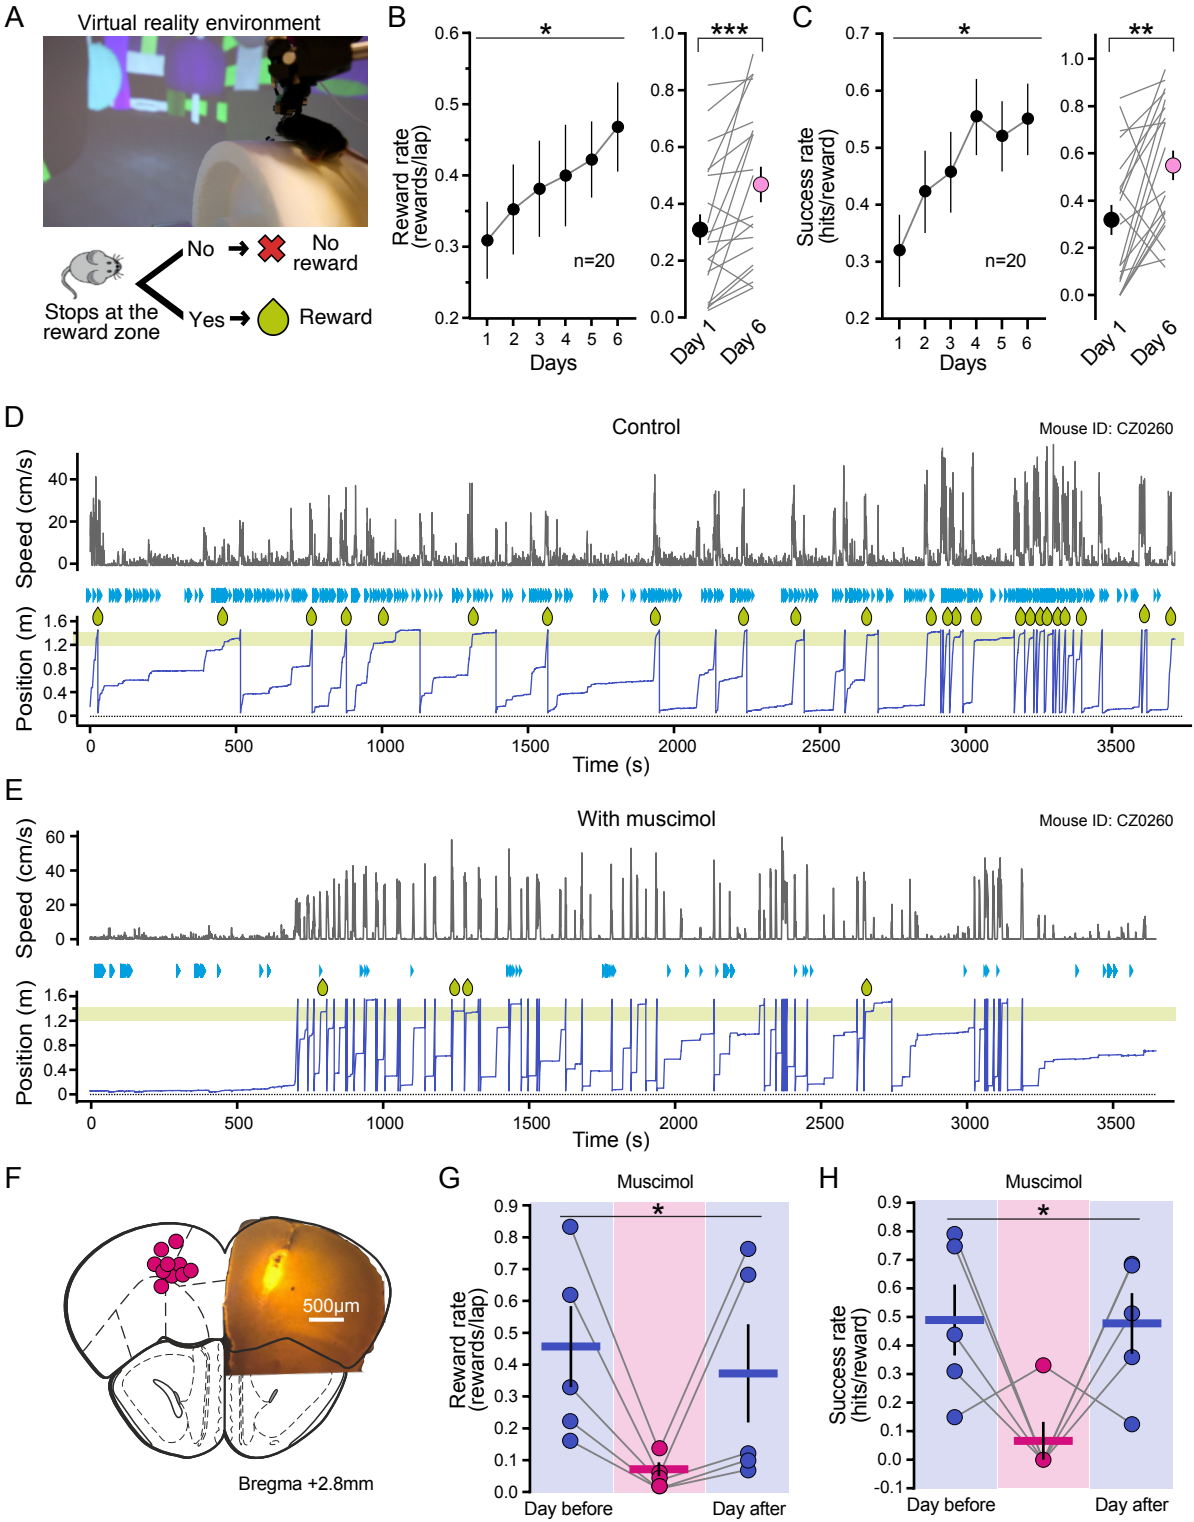 A
Virtual reality environment
No
No
reward
Stops at the
reward zone
Yes
Reward
B
Reward rate
(rewards/lap)
0.6
0.5
0.4
0.3
0.2
*
n=20
1 2 3 4 5 6
Days
1.0
0.8
0.6
0.4
0.2
0.0
***
Day 1
Day 6
C
Success rate
(hits/reward)
0.7
0.6
0.5
0.4
0.3
0.2
*
n=20
1 2 3 4 5 6
Days
1.0
0.8
0.6
0.4
0.2
0.0
**
Day 1
Day 6
D
Control
Mouse ID: CZ0260
Speed (cm/s)
40
20
0
Position (m)
1.6
1.2
0.8
0.4
0
0 500 1000 1500 2000 2500 3000 3500
Time (s)
E
With muscimol
Mouse ID: CZ0260
Speed (cm/s)
60
40
20
0
Position (m)
1.6
1.2
0.8
0.4
0
0 500 1000 1500 2000 2500 3000 3500
Time (s)
F
500µm
Bregma +2.8mm
G
Muscimol
Reward rate
(rewards/lap)
0.9
0.8
0.7
0.6
0.5
0.4
0.3
0.2
0.1
0.0
*
Day before
Day after
H
Muscimol
Success rate
(hits/reward)
0.9
0.8
0.7
0.6
0.5
0.4
0.3
0.2
0.1
0.0
-0.1
*
Day before
Day after